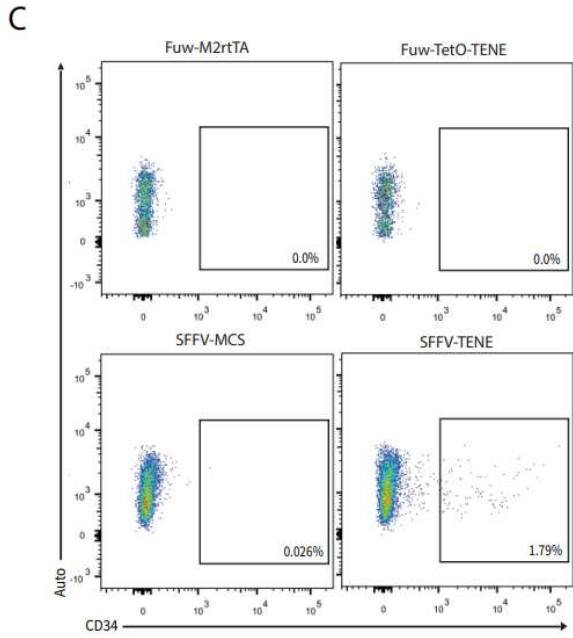 C
Fuw-M2rtTA Fuw-TetO-TENE
10^5
10^4
10^3
0
-10^3
0.0% 0.0%
0 10^3 10^4 10^5 0 10^3 10^4 10^5
SFFV-MCS SFFV-TENE
10^5
10^4
10^3
0
-10^3
0.026% 1.79%
Auto
0 10^3 10^4 10^5 0 10^3 10^4 10^5
CD34